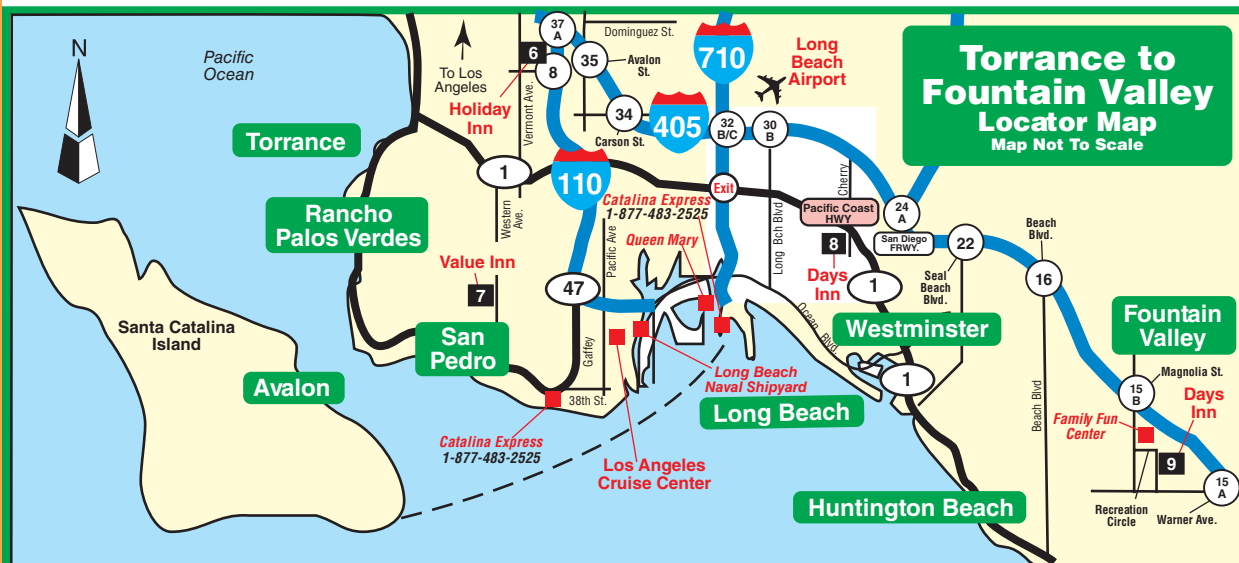 Torrance to
Fountain Valley
Locator Map
Map Not To Scale
N
Pacific
Ocean
To Los
Angeles
6
Holiday
Inn
Vermont Ave.
37
A
8
35
Dominguez St.
Avalon
St.
34
Carson St.
405
710
Long
Beach
Airport
32
B/C
30
B
Torrance
1
110
Exit
Cherry
Pacific Coast
HWY
24
A
San Diego
FRWY.
22
Seal
Beach
Blvd.
Beach
Blvd.
16
Rancho
Palos Verdes
Western
Ave.
Pacific Ave
Catalina Express
1-877-483-2525
Queen Mary
Long Bch Blvd
8
Days
Inn
1
Value Inn
7
47
Santa Catalina
Island
San
Pedro
Gaffey
Ocean Blvd.
Westminster
Fountain
Valley
Avalon
38th St.
Long Beach
Naval Shipyard
Long Beach
1
Beach Blvd
Magnolia St.
15
B
Days
Inn
Family Fun
Center
9
15
A
Catalina Express
1-877-483-2525
Los Angeles
Cruise Center
Huntington Beach
Recreation
Circle
Warner Ave.